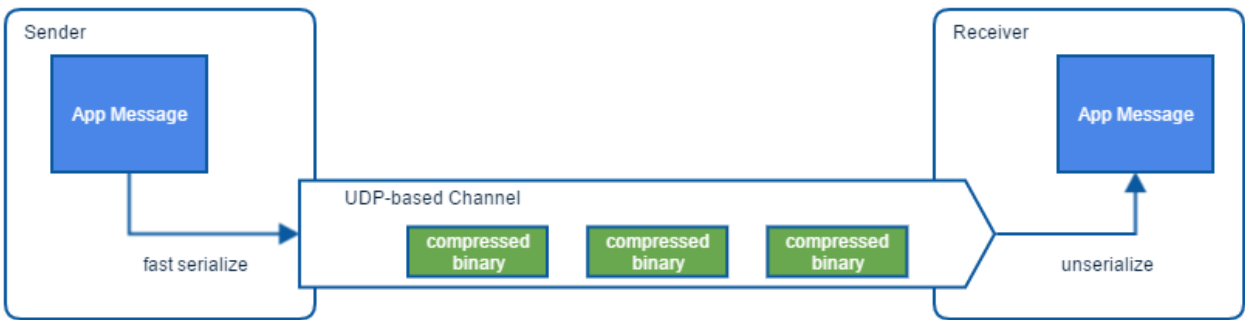 Sender
Receiver
App Message
App Message
UDP-based Channel
compressed
binary
compressed
binary
compressed
binary
fast serialize
unserialize